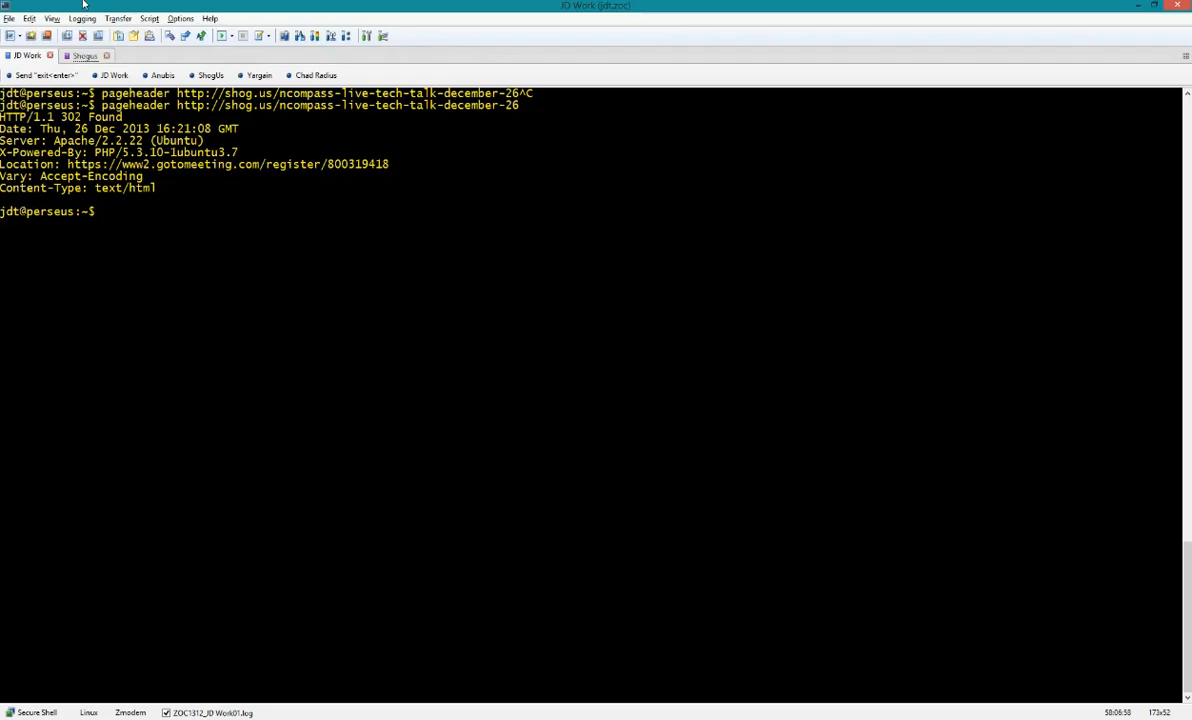 JD Work (jdt.zoc)
File Edit View Logging Transfer Script Options Help
JD Work Shogus
Send "exit<enter>" JD Work Anubis ShogUs Yargain Chad Radius
jdt@perseus:~$ pageheader http://shog.us/ncompass-live-tech-talk-december-26^C
jdt@perseus:~$ pageheader http://shog.us/ncompass-live-tech-talk-december-26
HTTP/1.1 302 Found
Date: Thu, 26 Dec 2013 16:21:08 GMT
Server: Apache/2.2.22 (Ubuntu)
X-Powered-By: PHP/5.3.10-1ubuntu3.7
Location: https://www2.gotomeeting.com/register/800319418
Vary: Accept-Encoding
Content-Type: text/html
jdt@perseus:~$
Secure Shell Linux Zmodem ZOC1312_JD Work01.log 58:06:58 173x52